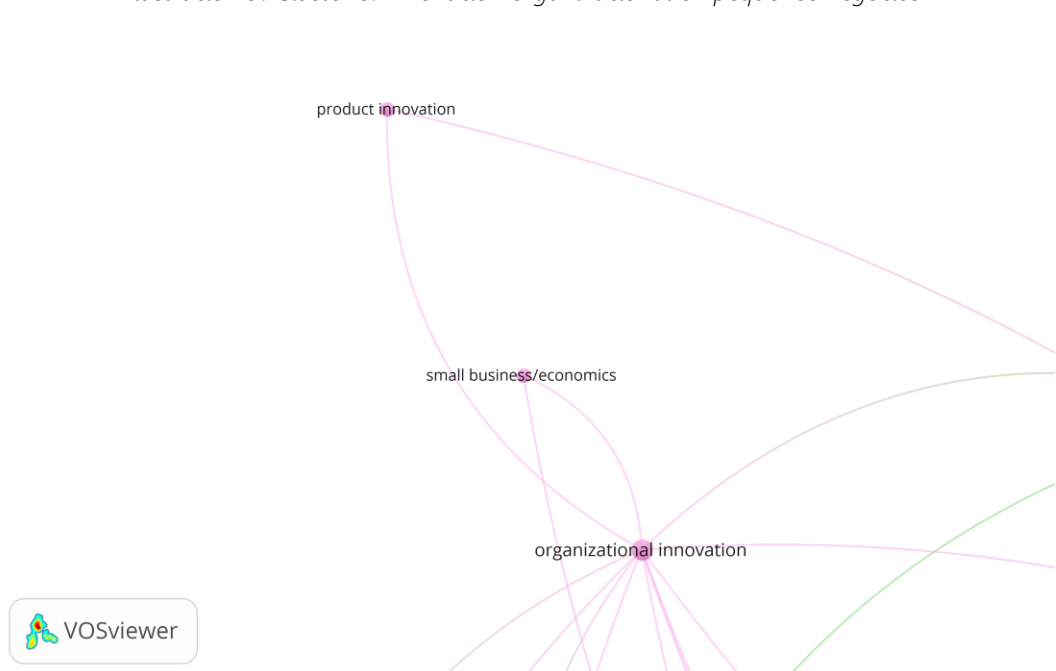 product innovation
small business/economics
organizational innovation
VOSviewer